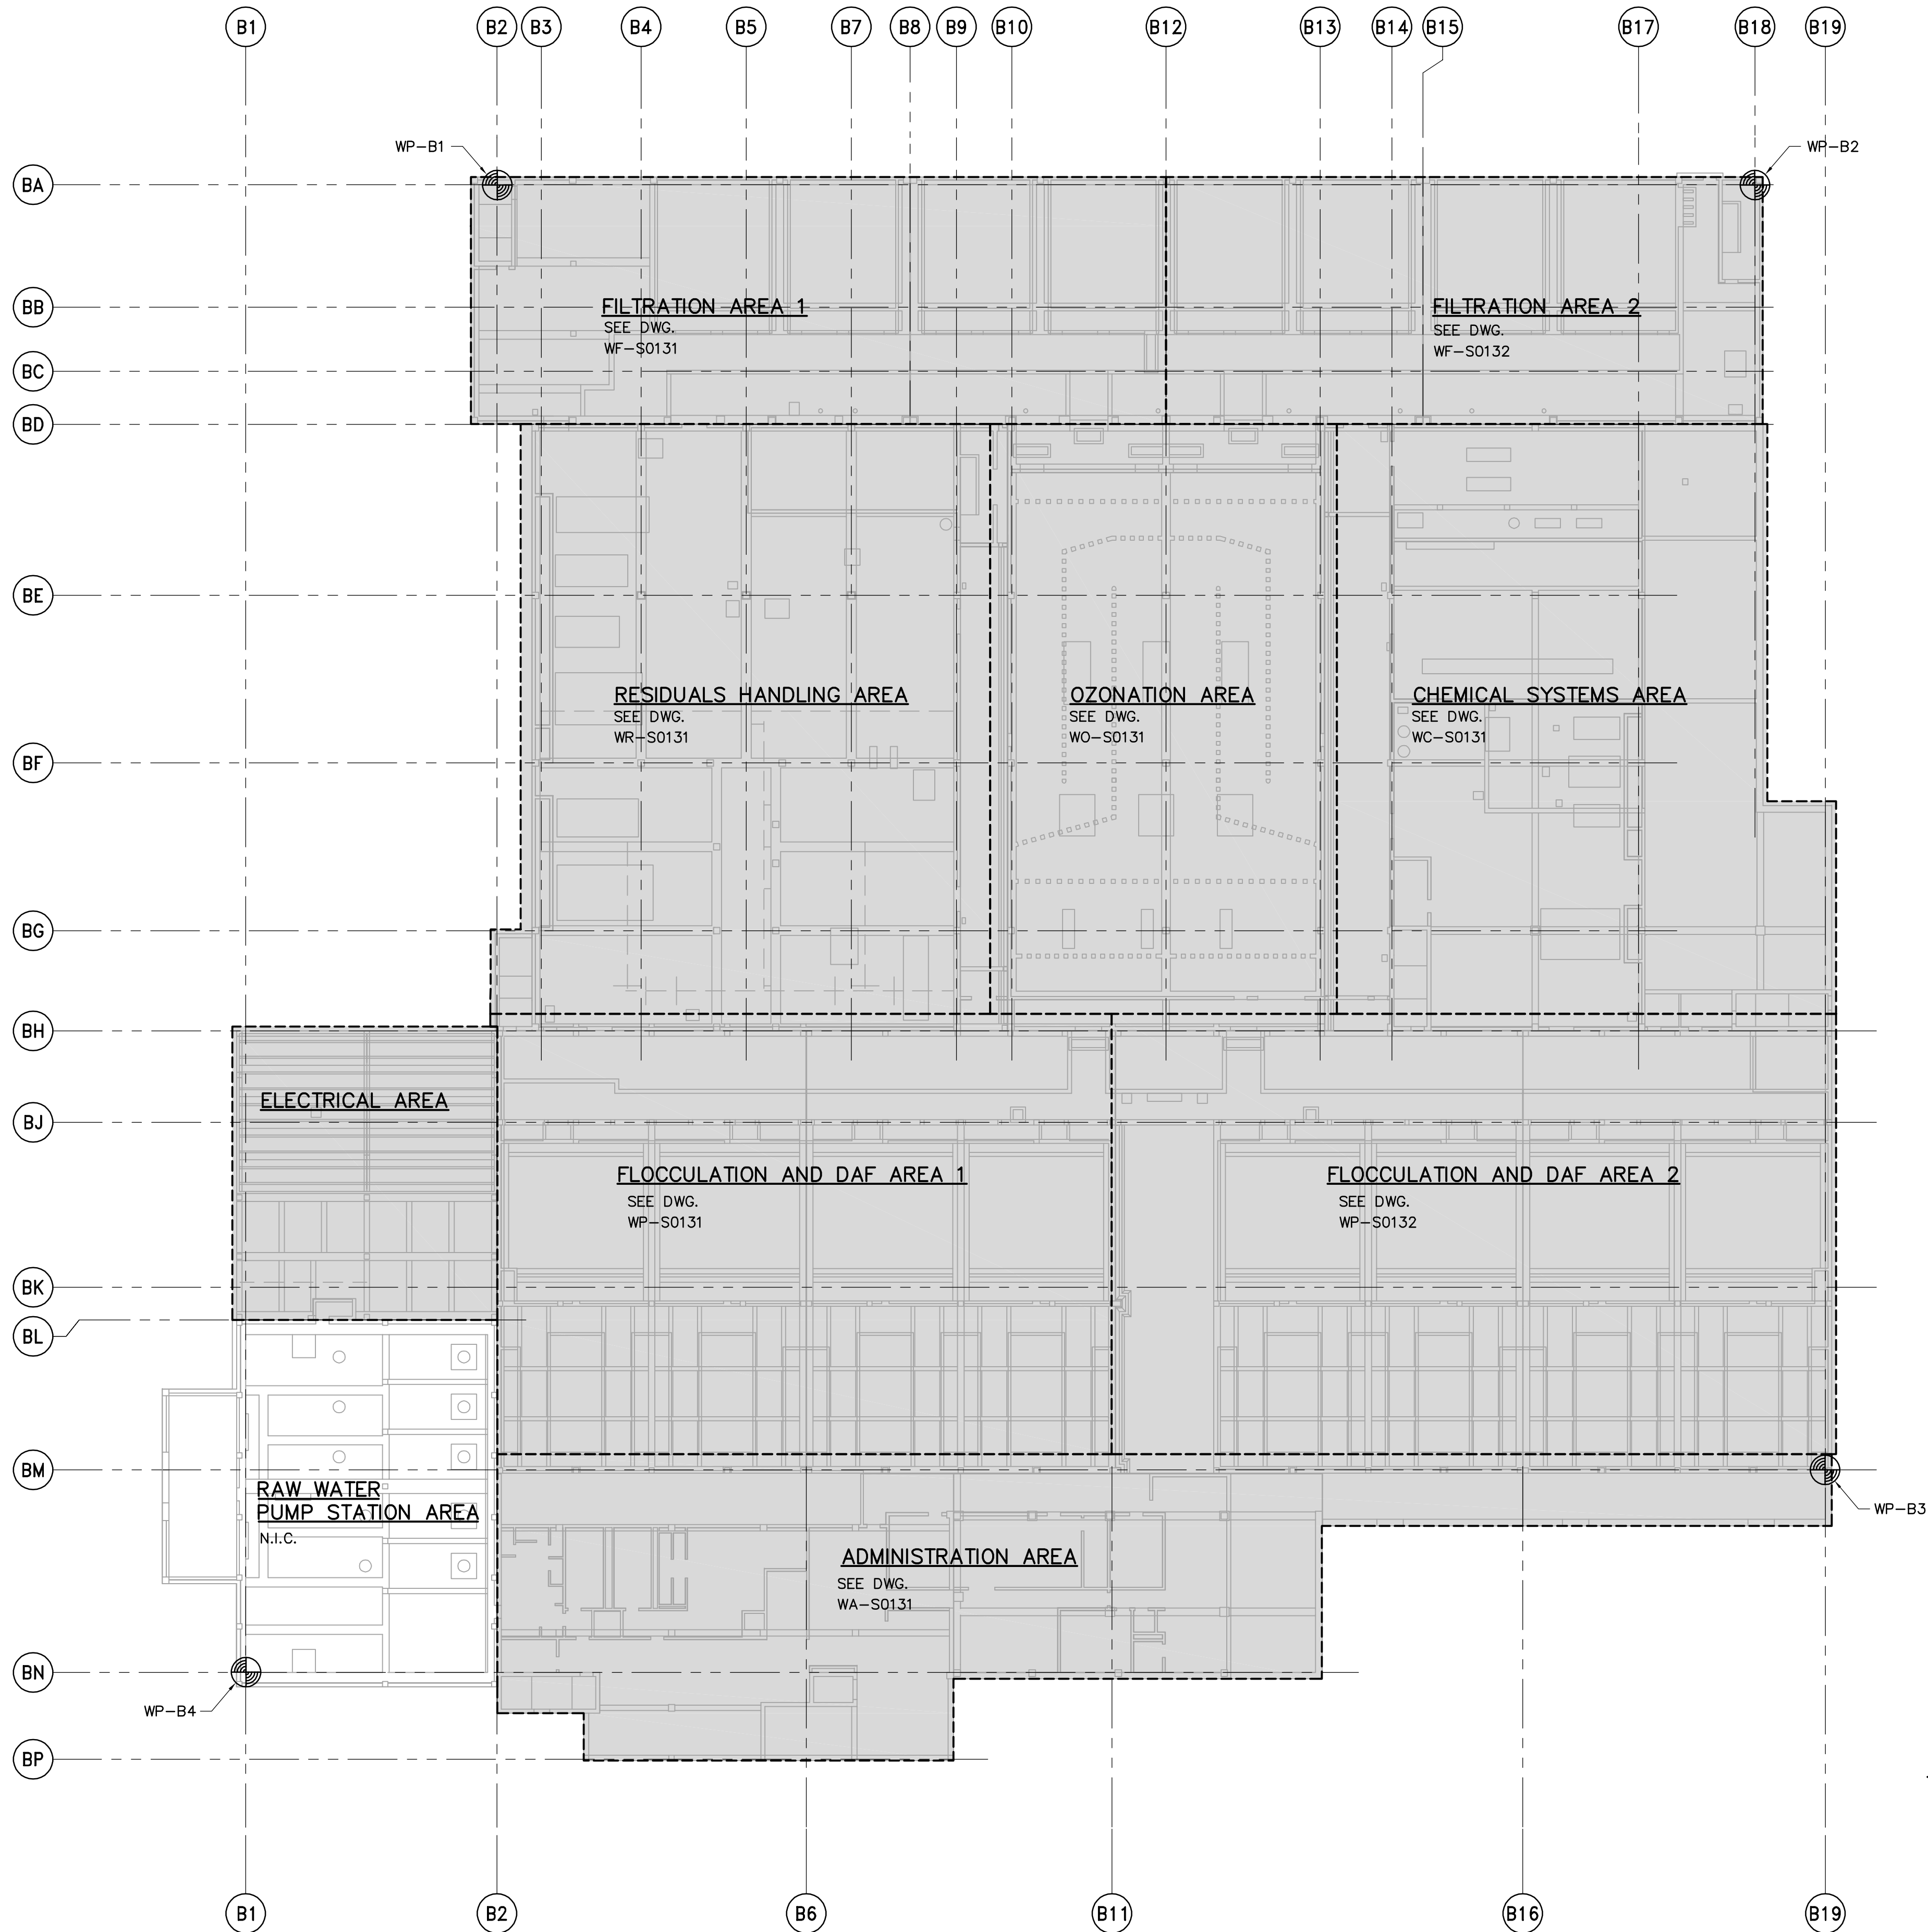 B1
B2
B3
B4
B5
B7
B8
B9
B10
B12
B13
B14
B15
B17
B18
B19
WP-B1
WP-B2
BA
BB
FILTRATION AREA 1
SEE DWG.
WF-S0131
FILTRATION AREA 2
SEE DWG.
WF-S0132
BC
BD
BE
RESIDUALS HANDLING AREA
SEE DWG.
WR-S0131
OZONATION AREA
SEE DWG.
WO-S0131
CHEMICAL SYSTEMS AREA
SEE DWG.
WC-S0131
BF
BG
BH
ELECTRICAL AREA
BJ
FLOCCULATION AND DAF AREA 1
SEE DWG.
WP-S0131
FLOCCULATION AND DAF AREA 2
SEE DWG.
WP-S0132
BK
BL
BM
RAW WATER
PUMP STATION AREA
N.I.C.
WP-B3
ADMINISTRATION AREA
SEE DWG.
WA-S0131
BN
WP-B4
BP
B1
B2
B6
B11
B16
B19